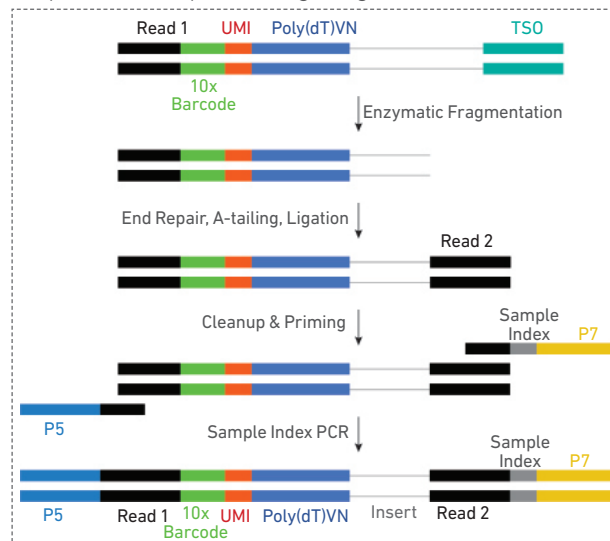 Read 1 UMI Poly(dT)VN TSO
10x
Barcode
Enzymatic Fragmentation
End Repair, A-tailing, Ligation
Read 2
Cleanup & Priming
Sample
Index P7
P5
Sample Index PCR
Sample
Index P7
P5 Read 1 10x UMI Poly(dT)VN Insert Read 2
Barcode